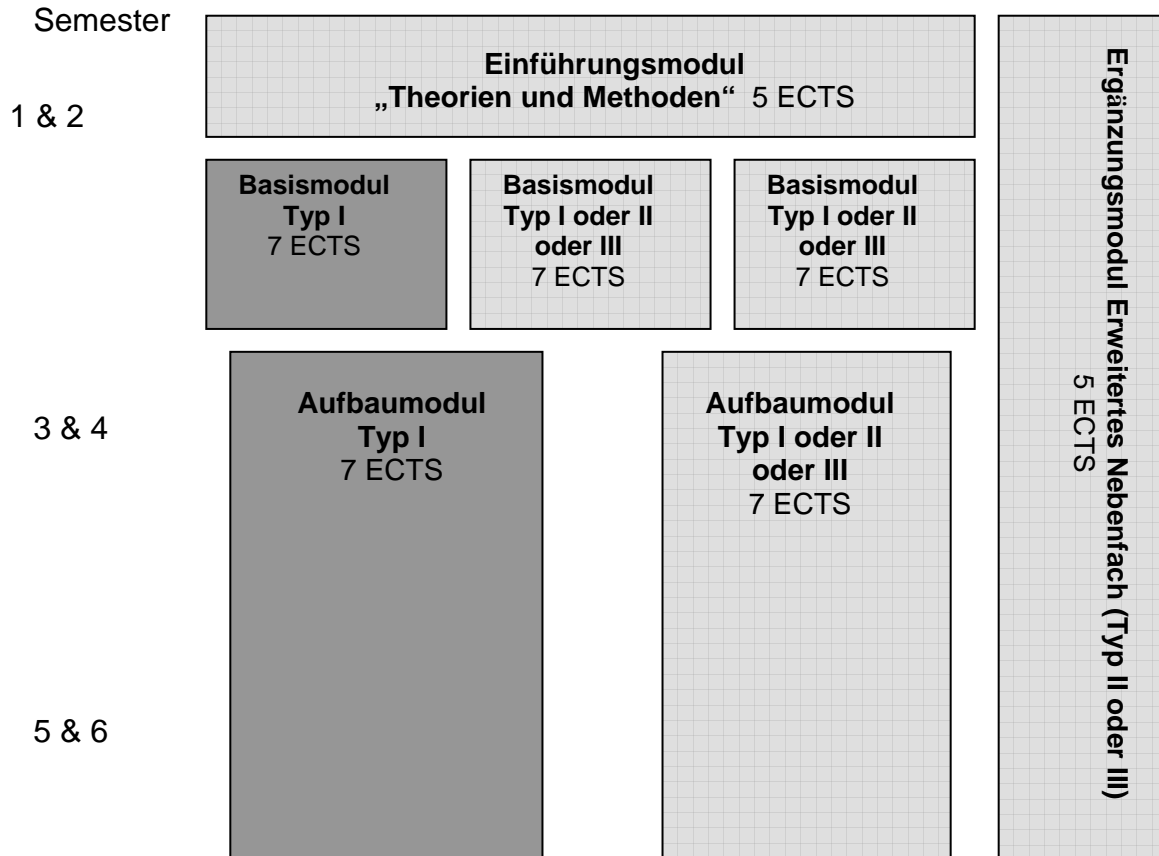 Semester
Einführungsmodul
„Theorien und Methoden“ 5 ECTS
1 & 2
Basismodul
Typ I
7 ECTS
Basismodul
Typ I oder II
oder III
7 ECTS
Basismodul
Typ I oder II
oder III
7 ECTS
Aufbaumodul
Typ I
7 ECTS
Aufbaumodul
Typ I oder II
oder III
7 ECTS
3 & 4
5 & 6
Ergänzungsmodul Erweitertes Nebenfach (Typ II oder III)
5 ECTS